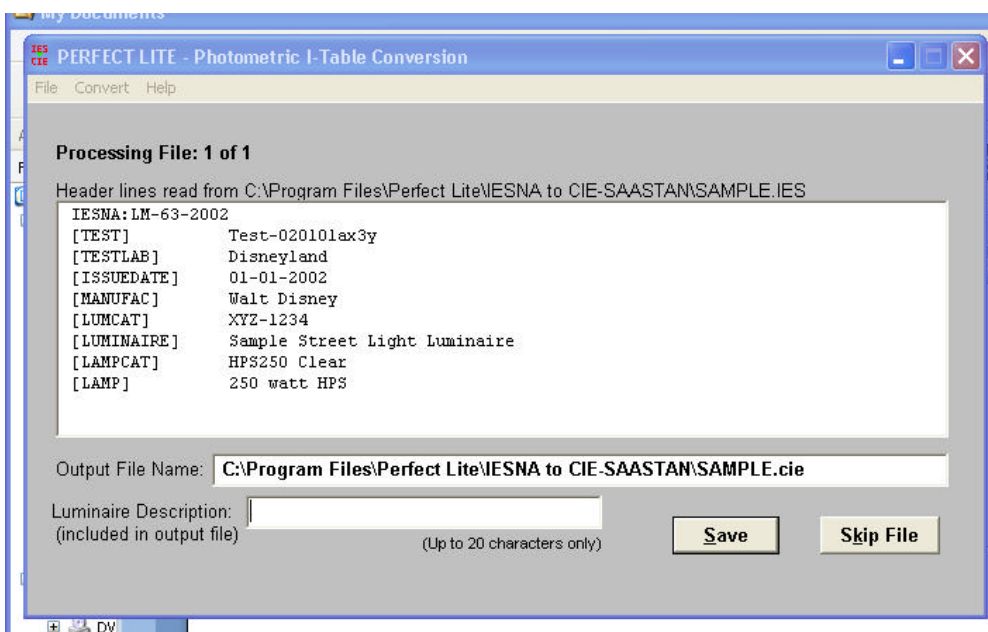 My Documents
IES
CIE
PERFECT LITE - Photometric I-Table Conversion
File Convert Help
Processing File: 1 of 1
Header lines read from C:\Program Files\Perfect Lite\IESNA to CIE-SAASTAN\SAMPLE.IES
IESNA:LM-63-2002
[TEST] Test-020101ax3y
[TESTLAB] Disneyland
[ISSUEDATE] 01-01-2002
[MANUFAC] Walt Disney
[LUMCAT] XYZ-1234
[LUMINAIRE] Sample Street Light Luminaire
[LAMPCAT] HPS250 Clear
[LAMP] 250 watt HPS
Output File Name: C:\Program Files\Perfect Lite\IESNA to CIE-SAASTAN\SAMPLE.cie
Luminaire Description:
(included in output file)
(Up to 20 characters only)
Save
Skip File
DV